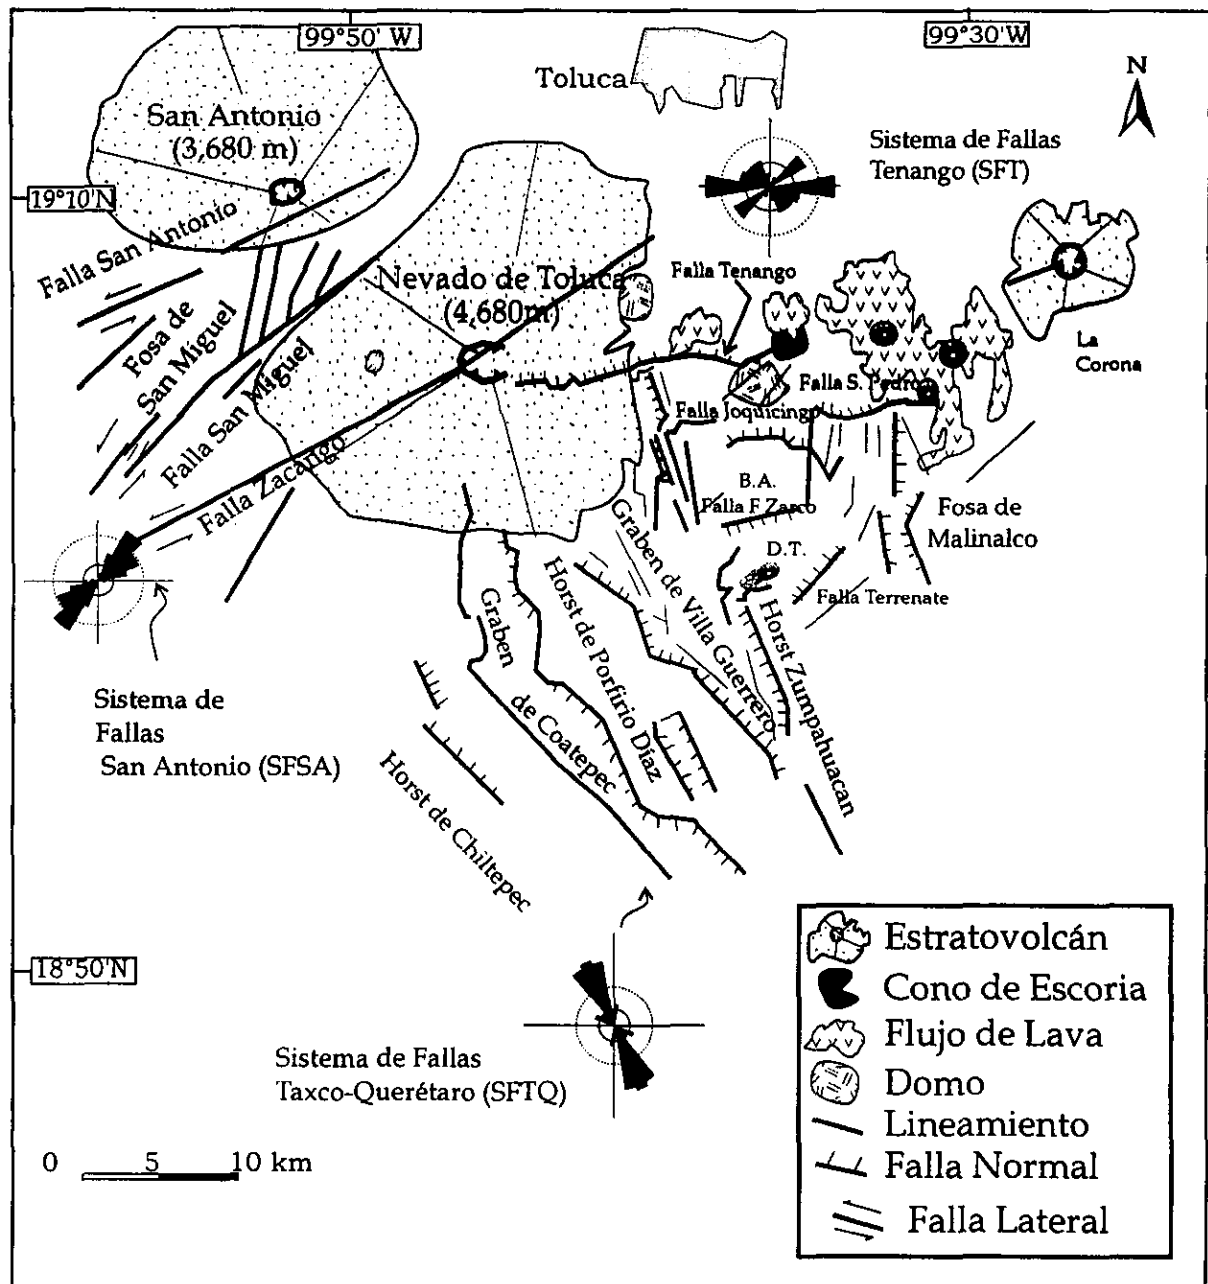 99°50' W
99°30'W
Toluca
N
San Antonio
(3,680 m)
Sistema de Fallas
Tenango (SFT)
19°10'N
Falla San Antonio
Nevado de Toluca
(4,680m)
Falla Tenango
La
Corona
Fosa de
San Miguel
Falla San Miguel
Falla Zacango
Falla S. Pedro
Falla Joquicingo
B.A.
Falla F Zarco
Fosa de
Malinalco
D.T.
Falla Terrenate
Graben de Villa Guerrero
Horst Zumpahuacan
Horst de Porfirio Díaz
Graben
de Coatepec
Horst de Chiltepec
Sistema de
Fallas
San Antonio (SFSA)
18°50'N
Sistema de Fallas
Taxco-Querétaro (SFTQ)
0 5 10 km
Estratovolcán
Cono de Escoria
Flujo de Lava
Domo
Lineamiento
Falla Normal
Falla Lateral